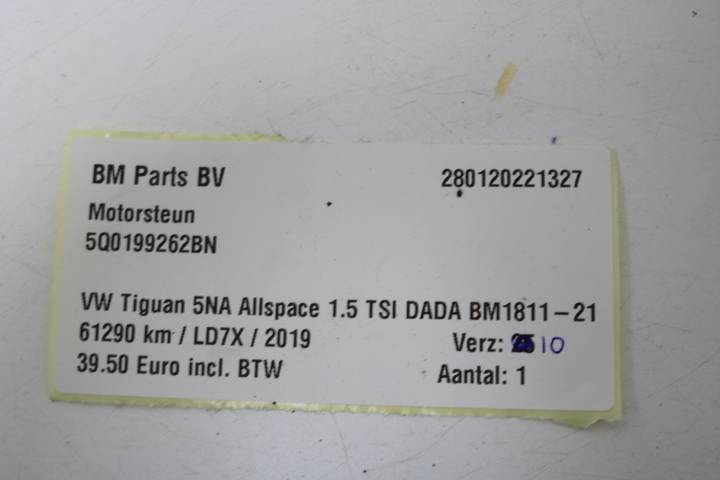 BM Parts BV 280120221327
Motorsteun
5Q0199262BN
VW Tiguan 5NA Allspace 1.5 TSI DADA BM1811-21
61290 km / LD7X / 2019 Verz: 10
39.50 Euro incl. BTW Aantal: 1